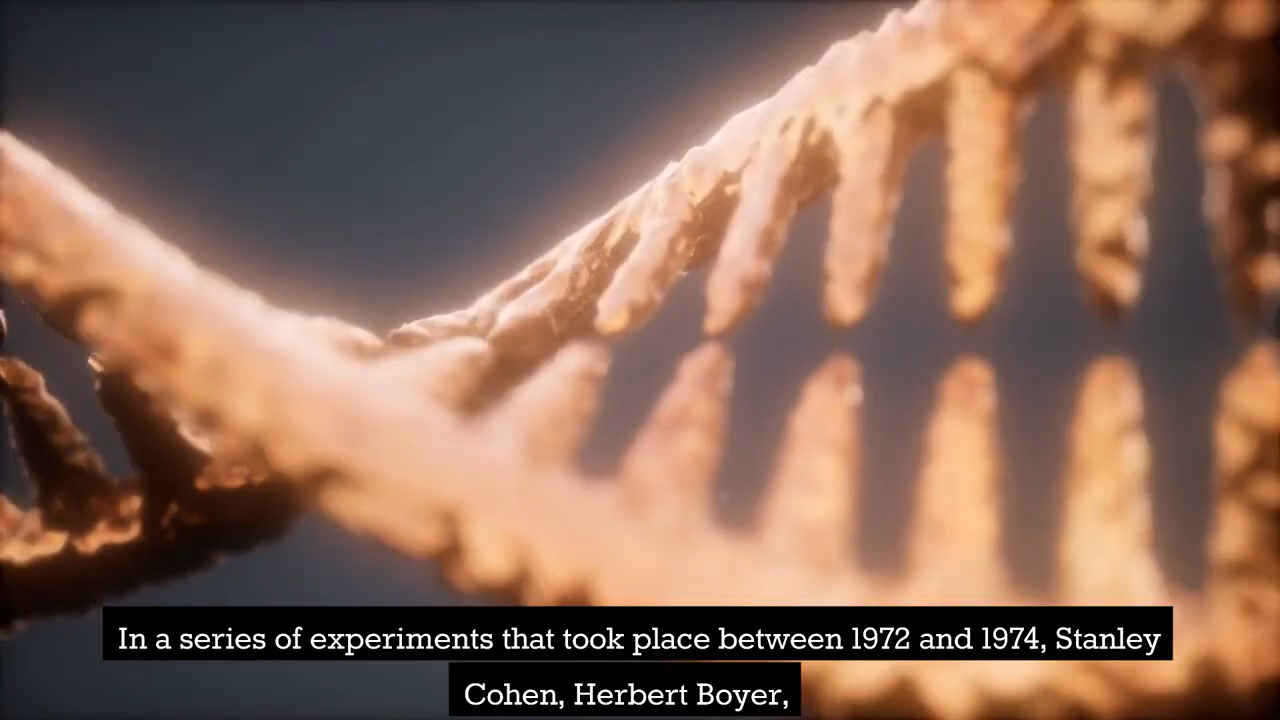 In a series of experiments that took place between 1972 and 1974, Stanley
Cohen, Herbert Boyer,